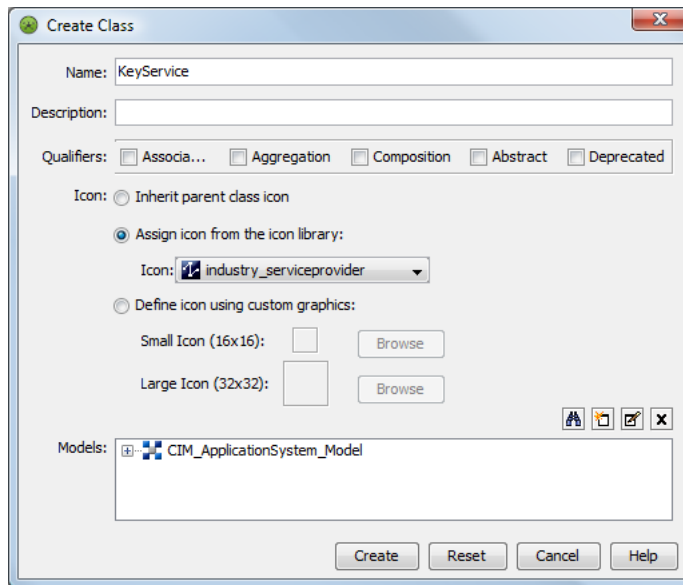 Create Class
Name: KeyService
Description:
Qualifiers: Associa... Aggregation Composition Abstract Deprecated
Icon: Inherit parent class icon
Assign icon from the icon library:
Icon: industry_serviceprovider
Define icon using custom graphics:
Small Icon (16x16): Browse
Large Icon (32x32): Browse
Models: CIM_ApplicationSystem_Model
Create Reset Cancel Help